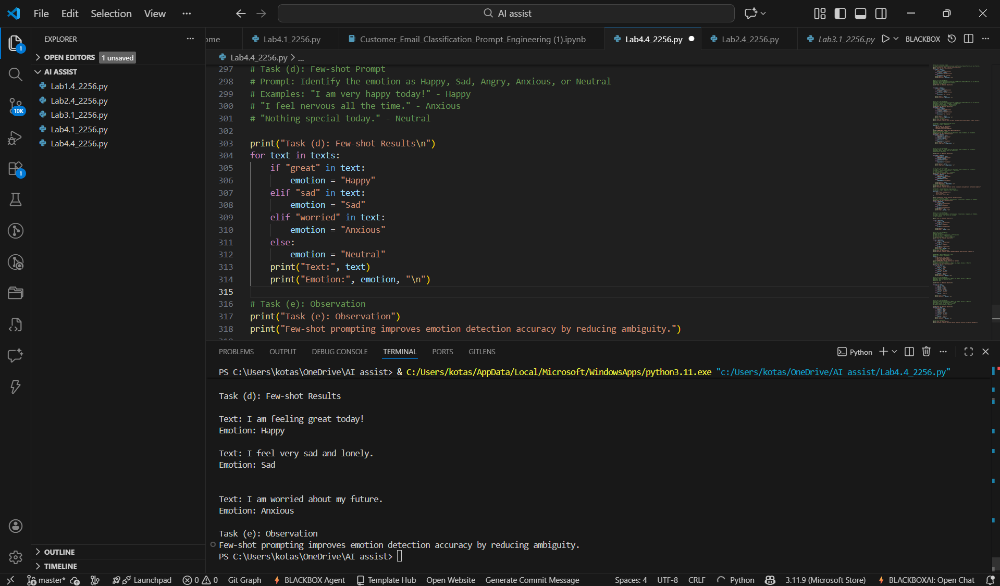 File Edit Selection View ···
AI assist
EXPLORER ···
OPEN EDITORS 1 unsaved
AI ASSIST
Lab1.4_2256.py
Lab2.4_2256.py
Lab3.1_2256.py
Lab4.1_2256.py
Lab4.4_2256.py
OUTLINE
TIMELINE
1
10K
1
ome Lab4.1_2256.py Customer_Email_Classification_Prompt_Engineering (1).ipynb Lab4.4_2256.py Lab2.4_2256.py Lab3.1_2256.py BLACKBOX ···
Lab4.4_2256.py > ...
297 # Task (d): Few-shot Prompt
298 # Prompt: Identify the emotion as Happy, Sad, Angry, Anxious, or Neutral
299 # Examples: "I am very happy today!" - Happy
300 # "I feel nervous all the time." - Anxious
301 # "Nothing special today." - Neutral
302
303 print("Task (d): Few-shot Results\n")
304 for text in texts:
305     if "great" in text:
306         emotion = "Happy"
307     elif "sad" in text:
308         emotion = "Sad"
309     elif "worried" in text:
310         emotion = "Anxious"
311     else:
312         emotion = "Neutral"
313     print("Text:", text)
314     print("Emotion:", emotion, "\n")
315
316 # Task (e): Observation
317 print("Task (e): Observation")
318 print("Few-shot prompting improves emotion detection accuracy by reducing ambiguity.")
PROBLEMS OUTPUT DEBUG CONSOLE TERMINAL PORTS GITLENS Python ···
PS C:\Users\kotas\OneDrive\AI assist> & C:/Users/kotas/AppData/Local/Microsoft/WindowsApps/python3.11.exe "c:/Users/kotas/OneDrive/AI assist/Lab4.4_2256.py"
Task (d): Few-shot Results
Text: I am feeling great today!
Emotion: Happy
Text: I feel very sad and lonely.
Emotion: Sad
Text: I am worried about my future.
Emotion: Anxious
Task (e): Observation
Few-shot prompting improves emotion detection accuracy by reducing ambiguity.
PS C:\Users\kotas\OneDrive\AI assist>
master* Launchpad 0 0 Git Graph BLACKBOX Agent Template Hub Open Website Generate Commit Message Spaces: 4 UTF-8 CRLF Python 3.11.9 (Microsoft Store) BLACKBOXAI: Open Chat